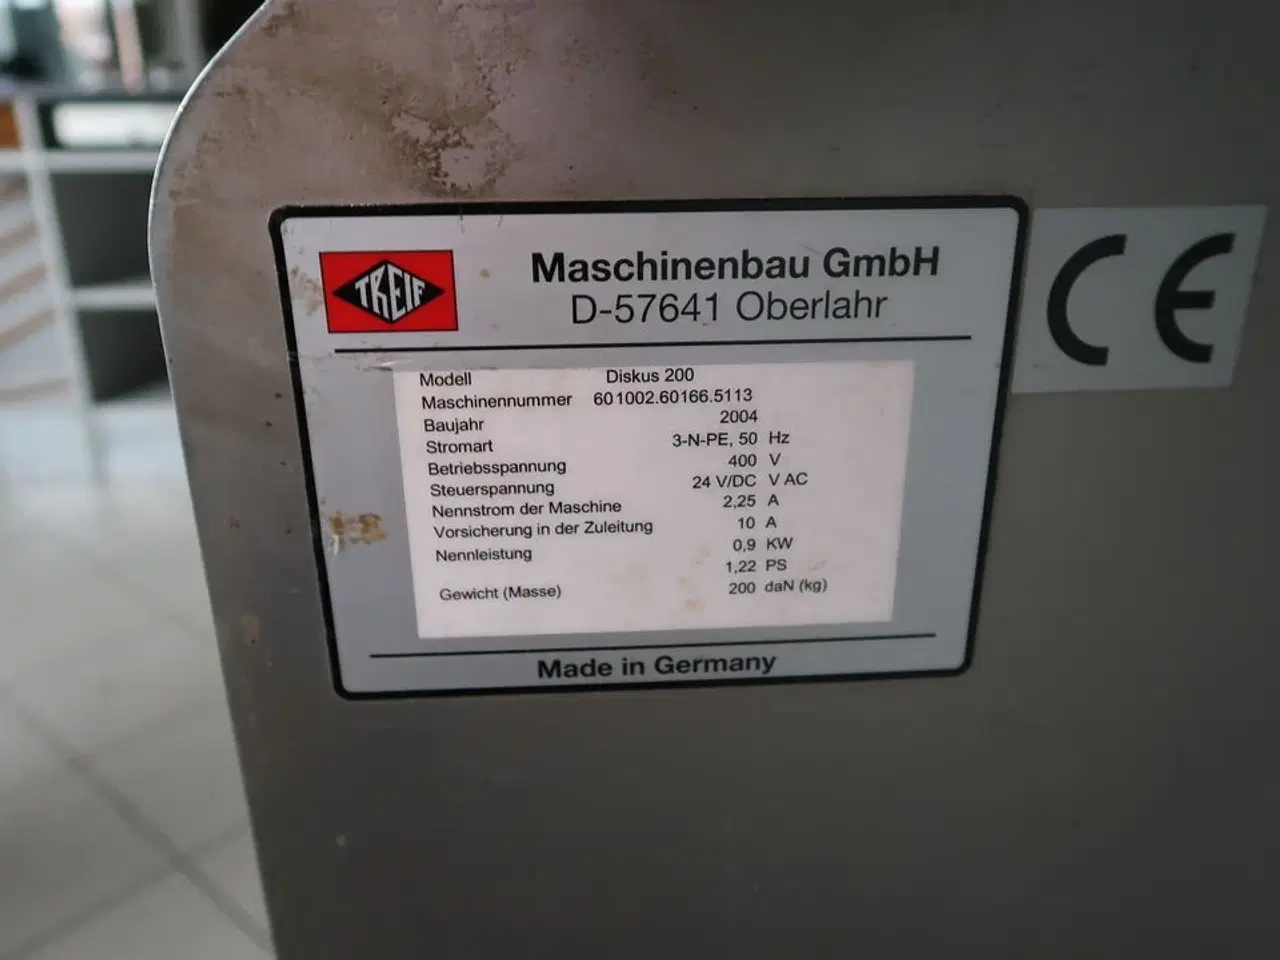 TREIF
Maschinenbau GmbH
D-57641 Oberlahr
CE
Modell Diskus 200
Maschinennummer 601002.60166.5113
Baujahr 2004
Stromart 3-N-PE, 50 Hz
Betriebsspannung 400 V
Steuerspannung 24 V/DC V AC
Nennstrom der Maschine 2,25 A
Vorsicherung in der Zuleitung 10 A
Nennleistung 0,9 KW
1,22 PS
Gewicht (Masse) 200 daN (kg)
Made in Germany